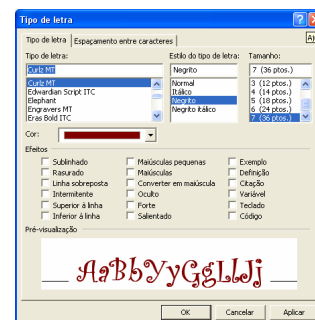 Tipo de letra
Tipo de letra Espaçamento entre caracteres
Tipo de letra: Estilo do tipo de letra: Tamanho:
Curlz MT Negrito 7 (36 ptos.)
Curlz MT Normal 3 (12 ptos.)
Edwardian Script ITC Itálico 4 (14 ptos.)
Elephant Negrito 5 (18 ptos.)
Engravers MT Negrito itálico 6 (24 ptos.)
Eras Bold ITC 7 (36 ptos.)
Cor:
Efeitos
Sublinhado Maiúsculas pequenas Exemplo
Rasurado Maiúsculas Definição
Linha sobreposta Converter em maiúscula Citação
Intermitente Oculto Variável
Superior à linha Forte Teclado
Inferior à linha Salientado Código
Pré-visualização
AaBbYyGgLlJj
OK Cancelar Aplicar